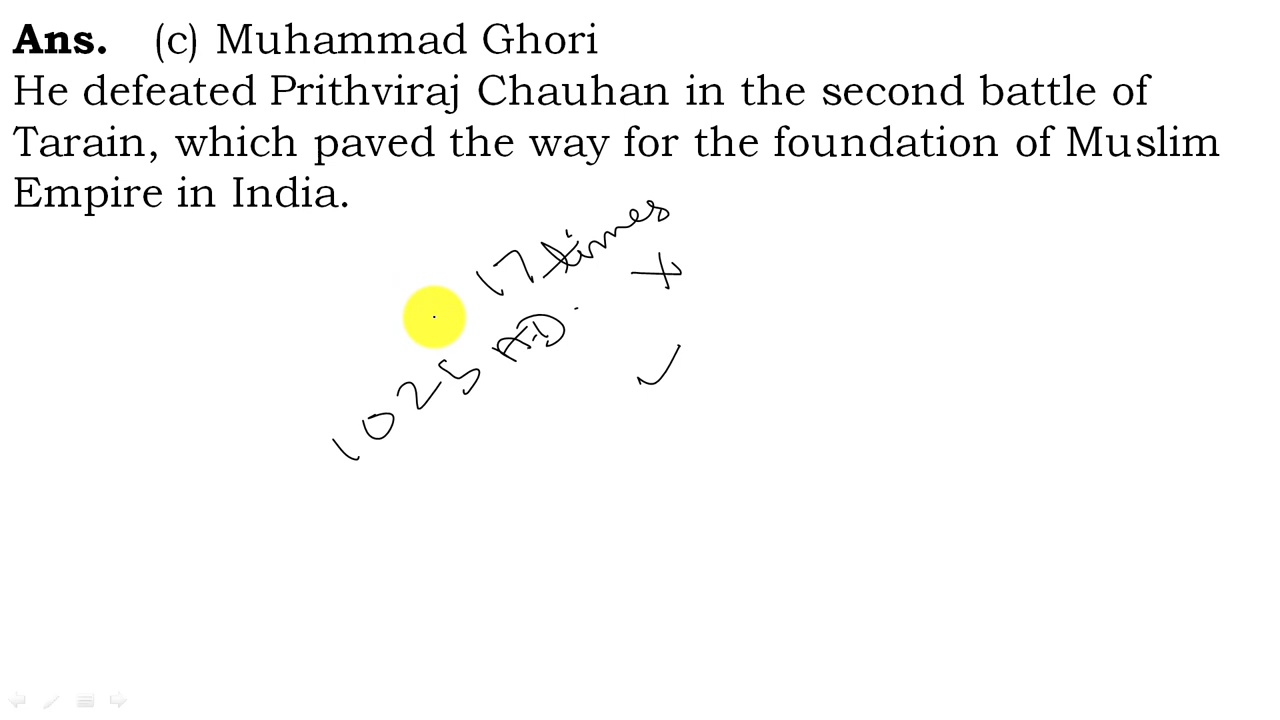 Ans. (c) Muhammad Ghori
He defeated Prithviraj Chauhan in the second battle of
Tarain, which paved the way for the foundation of Muslim
Empire in India.
17 times
1025 A.D.